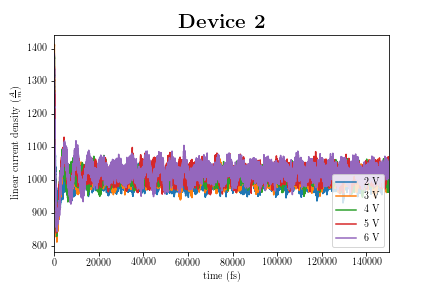 Device 2
linear current density (A/m)
1400
1300
1200
1100
1000
900
800
0 20000 40000 60000 80000 100000 120000 140000
time (fs)
2 V
3 V
4 V
5 V
6 V